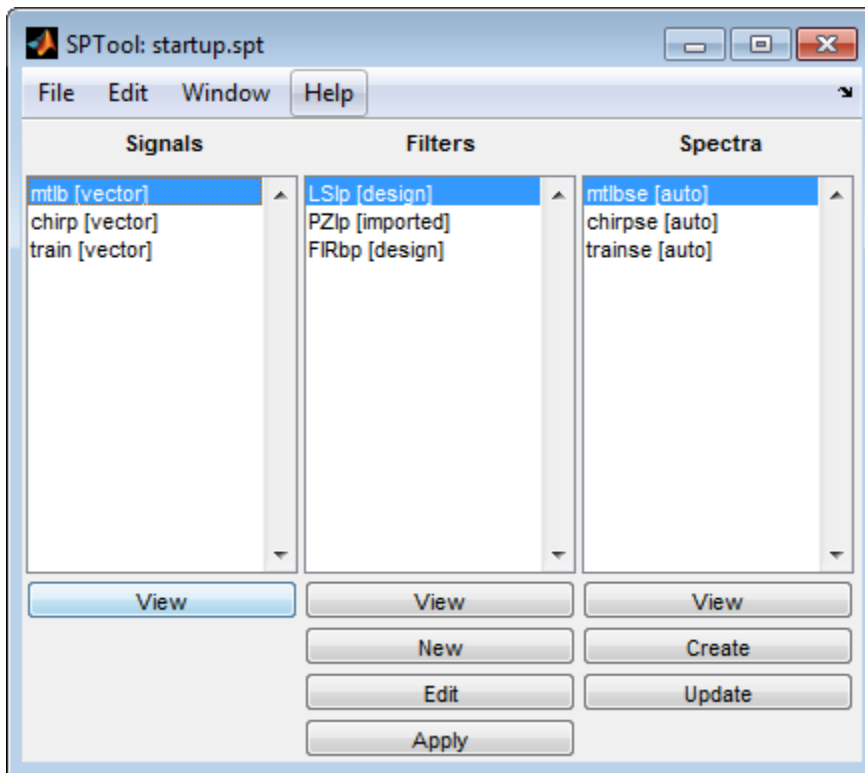 SPTool: startup.spt
File Edit Window Help
Signals Filters Spectra
mtlb [vector] LSlp [design] mtlbse [auto]
chirp [vector] PZlp [imported] chirpse [auto]
train [vector] FIRbp [design] trainse [auto]
View View View
New Create
Edit Update
Apply